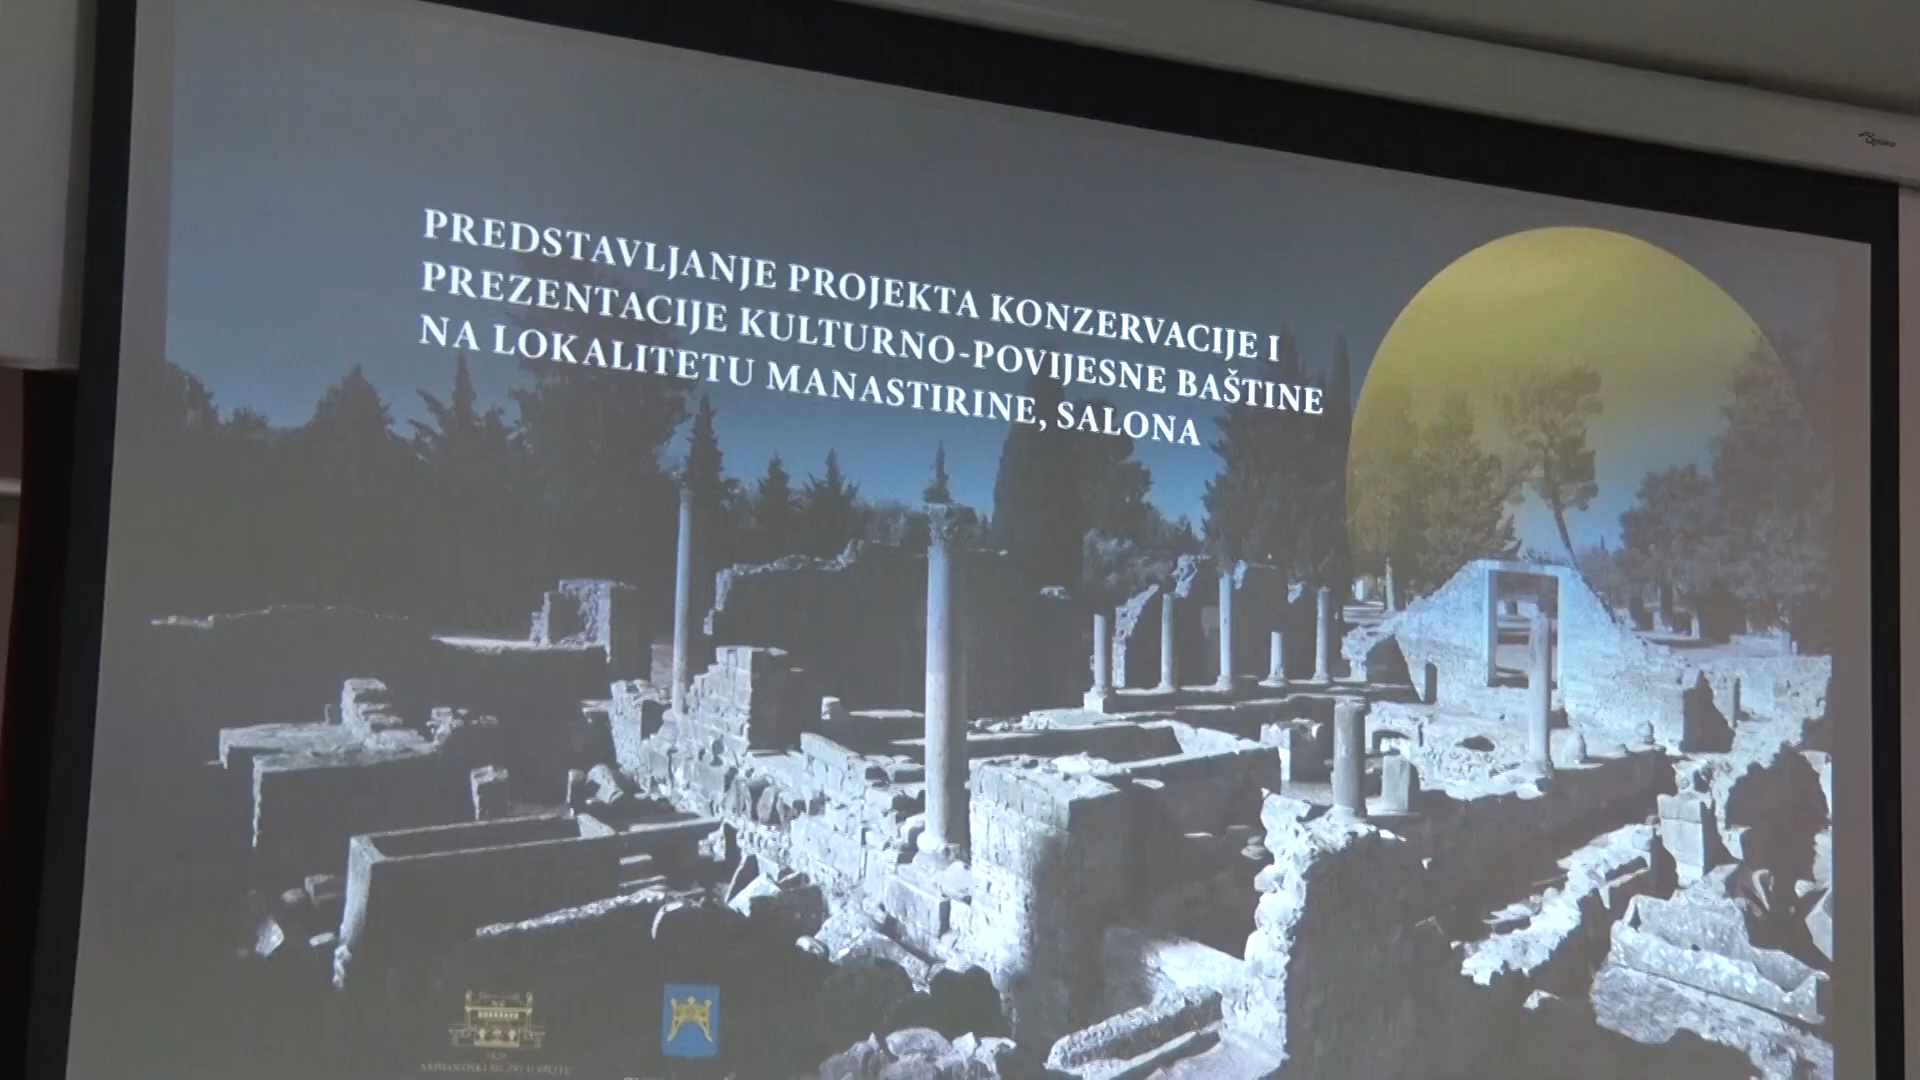 PREDSTAVLJANJE PROJEKTA KONZERVACIJE I
PREZENTACIJE KULTURNO-POVIJESNE BAŠTINE
NA LOKALITETU MANASTIRINE, SALONA